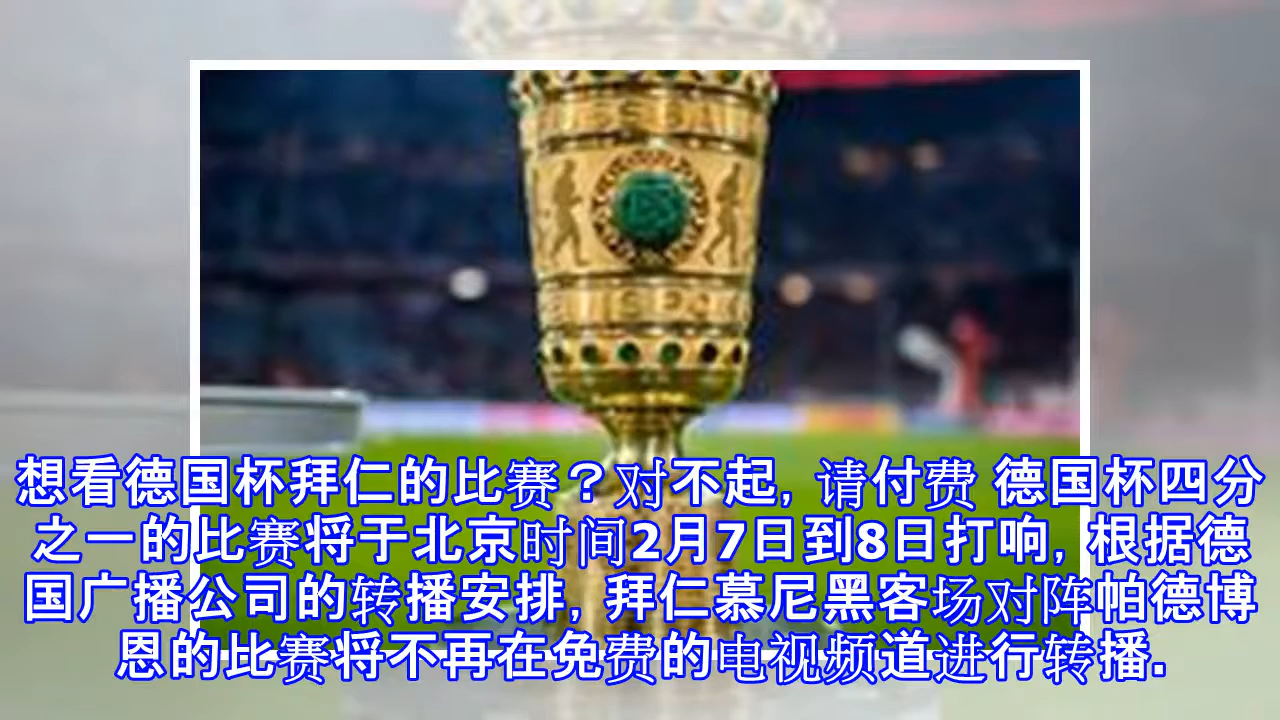 想看德国杯拜仁的比赛？对不起, 请付费 德国杯四分
之一的比赛将于北京时间2月7日到8日打响, 根据德
国广播公司的转播安排, 拜仁慕尼黑客场对阵帕德博
恩的比赛将不再在免费的电视频道进行转播.